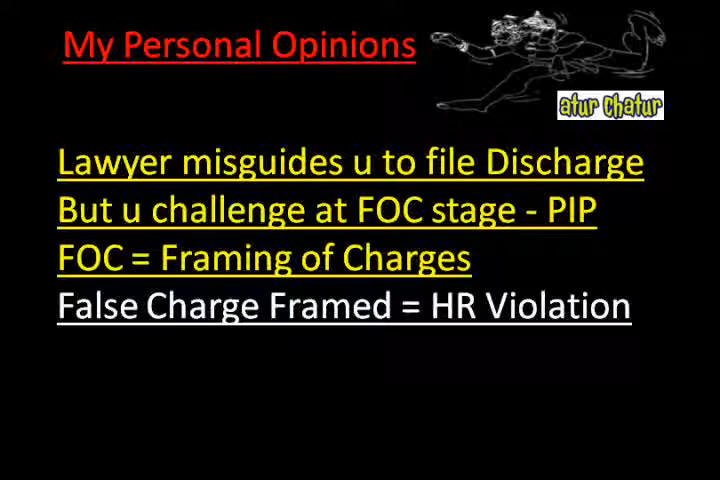 My Personal Opinions
atur chatur
Lawyer misguides u to file Discharge
But u challenge at FOC stage - PIP
FOC = Framing of Charges
False Charge Framed = HR Violation